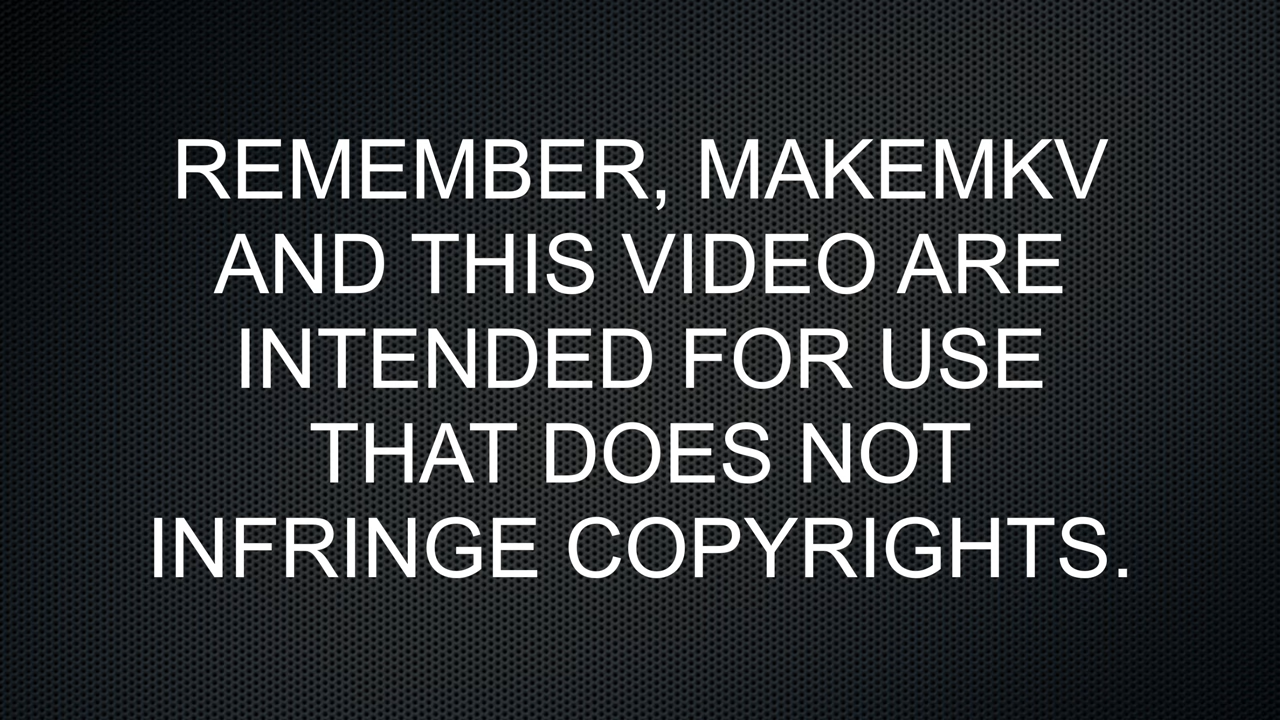 REMEMBER, MAKEMKV
AND THIS VIDEO ARE
INTENDED FOR USE
THAT DOES NOT
INFRINGE COPYRIGHTS.